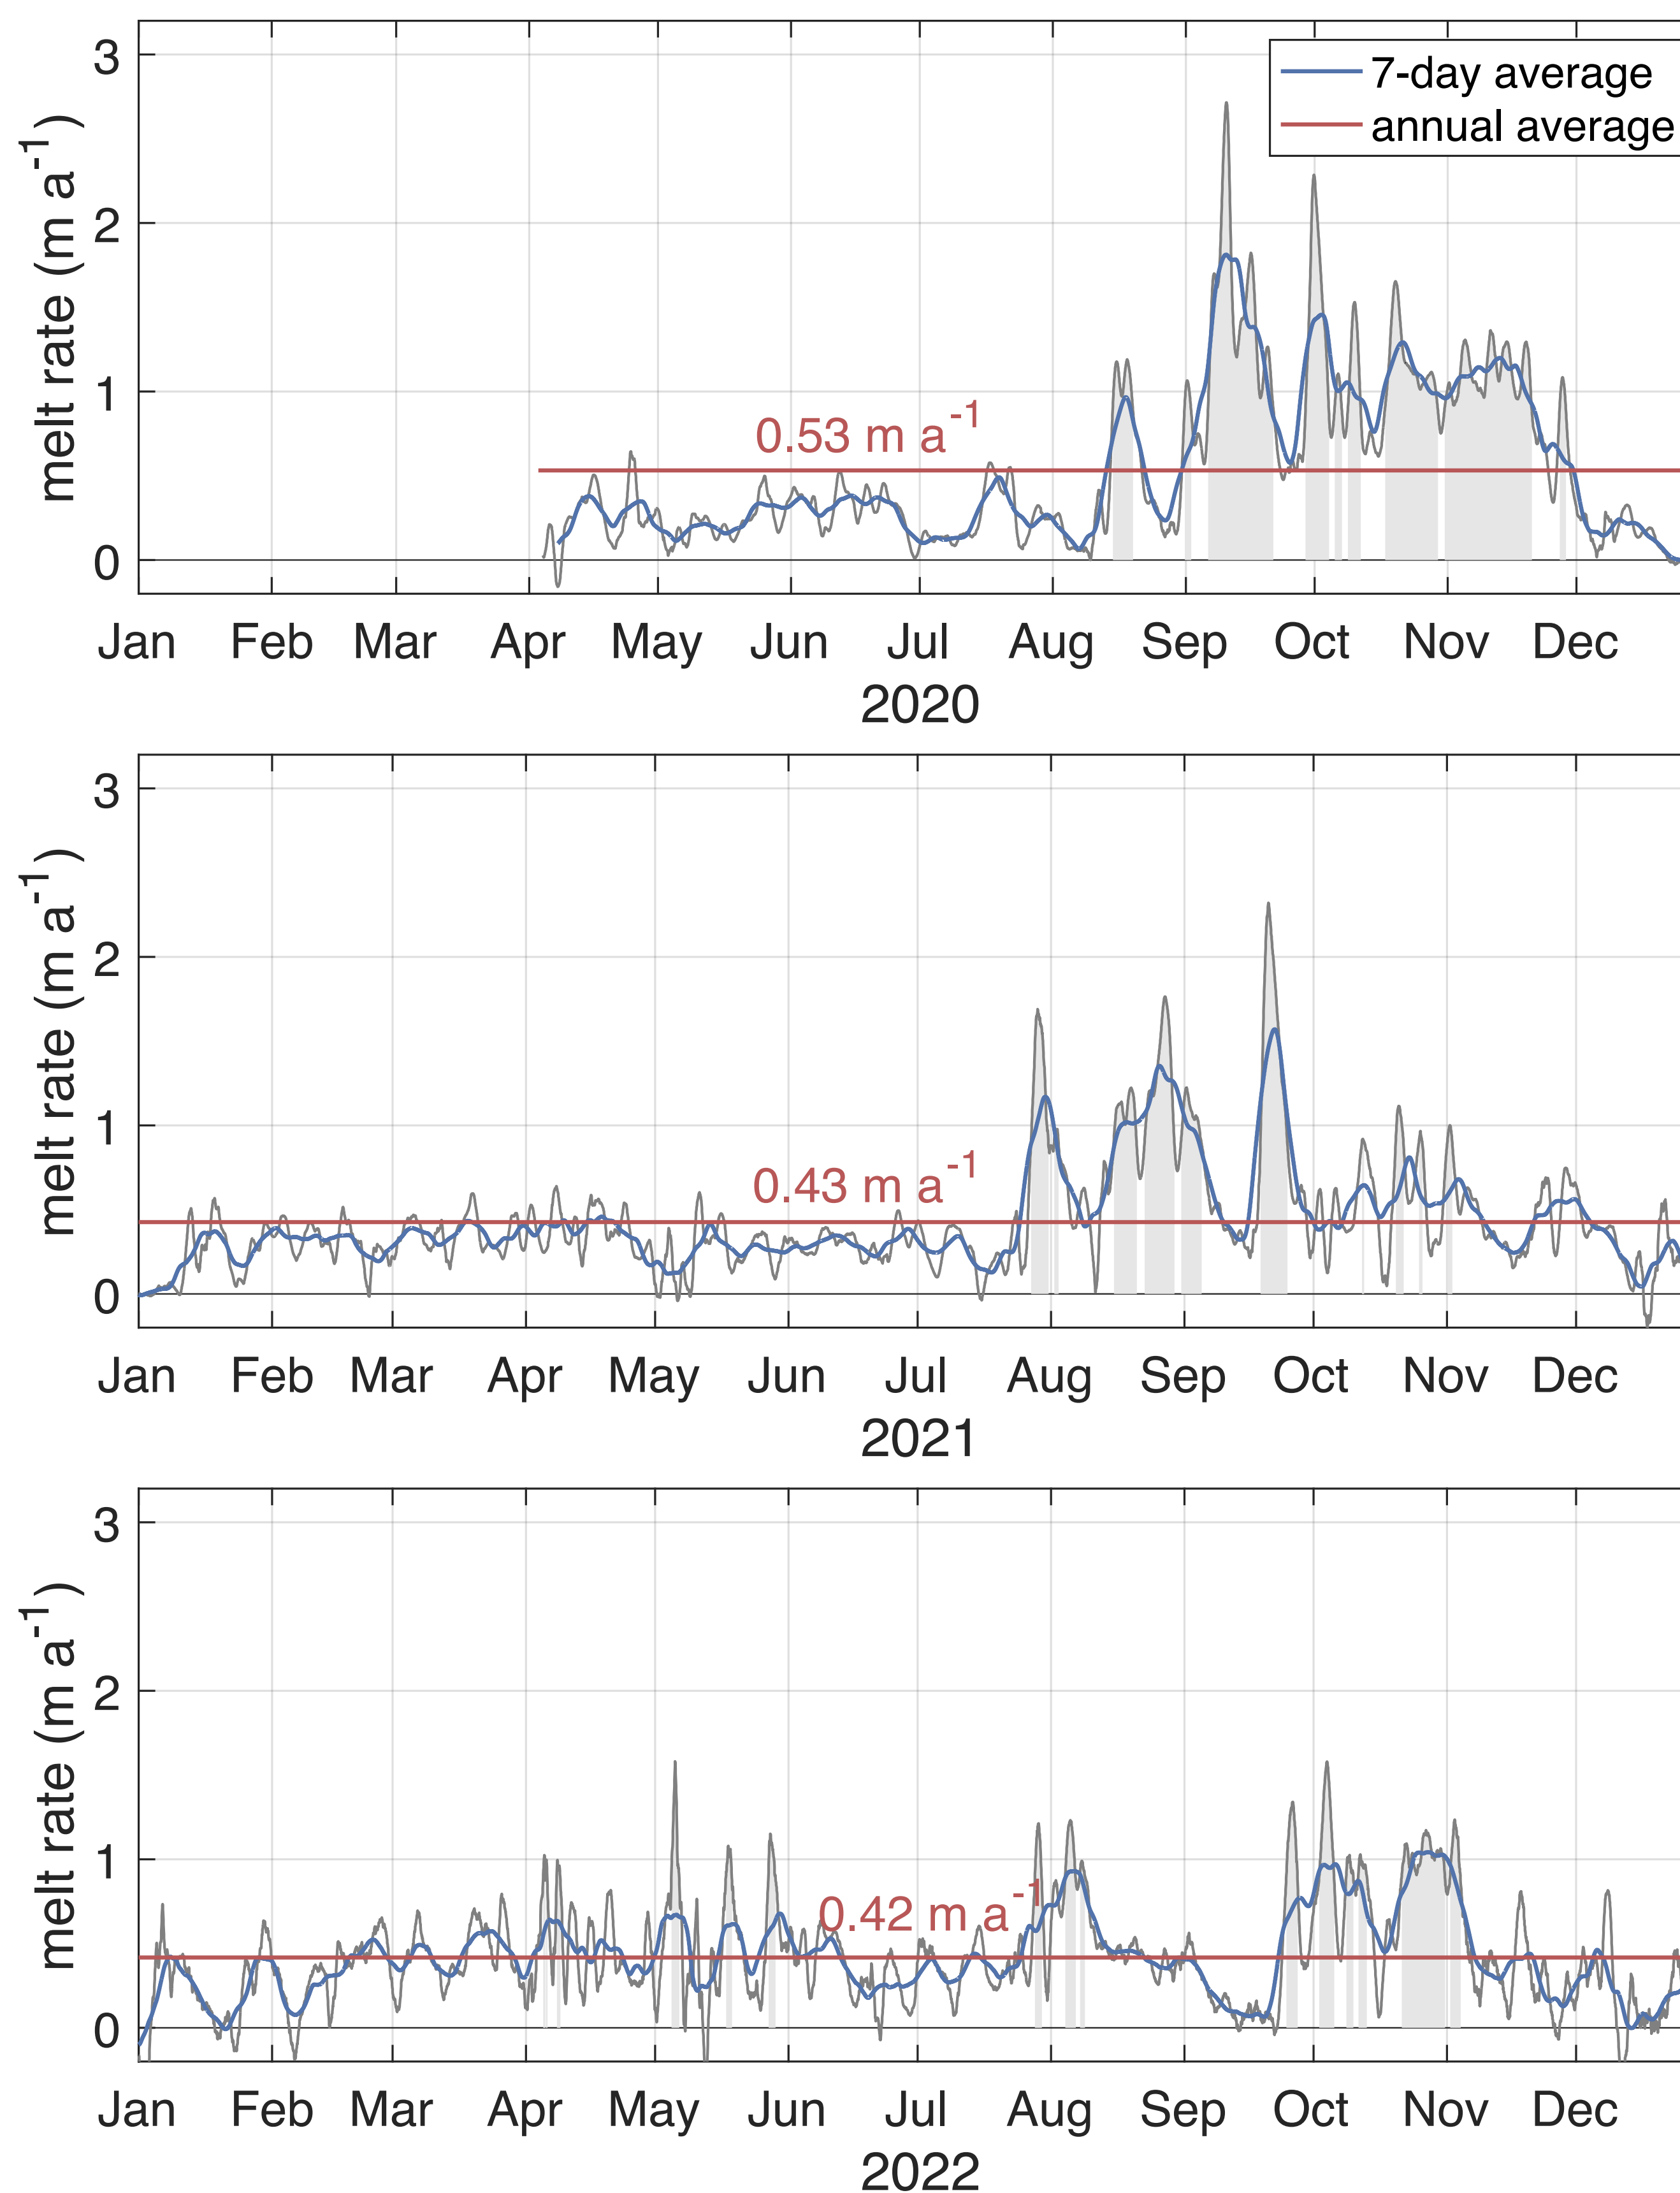 7-day average
annual average
melt rate (m a⁻¹)
3
2
1
0
0.53 m a⁻¹
Jan Feb Mar Apr May Jun Jul Aug Sep Oct Nov Dec
2020
melt rate (m a⁻¹)
3
2
1
0
0.43 m a⁻¹
Jan Feb Mar Apr May Jun Jul Aug Sep Oct Nov Dec
2021
melt rate (m a⁻¹)
3
2
1
0
0.42 m a⁻¹
Jan Feb Mar Apr May Jun Jul Aug Sep Oct Nov Dec
2022